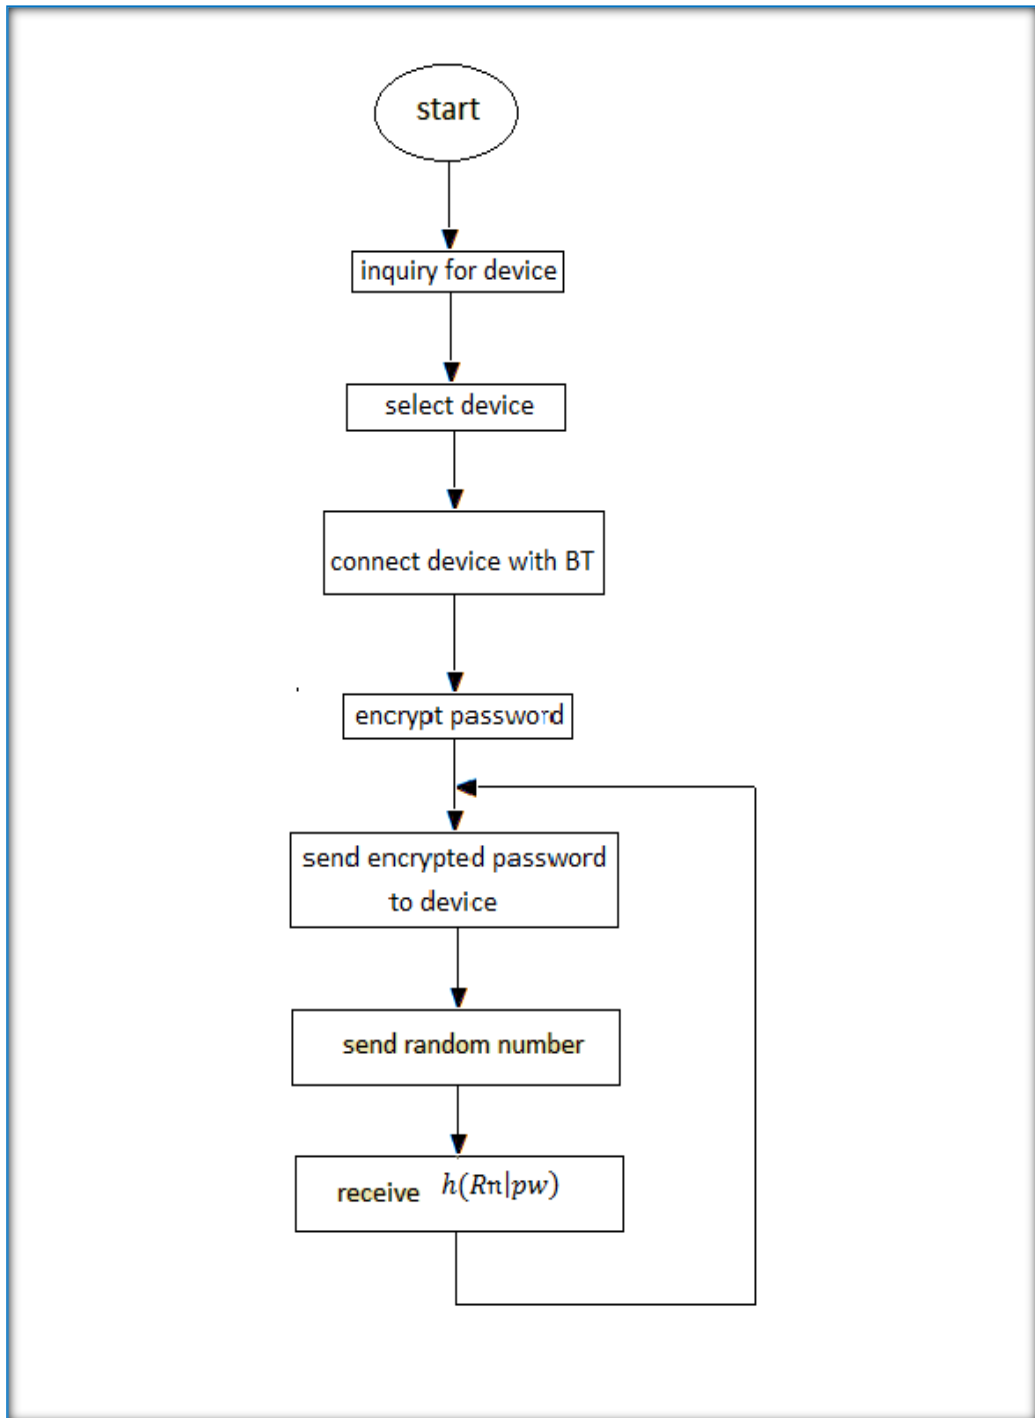 start
inquiry for device
select device
connect device with BT
encrypt password
send encrypted password
to device
send random number
receive h(Rn|pw)